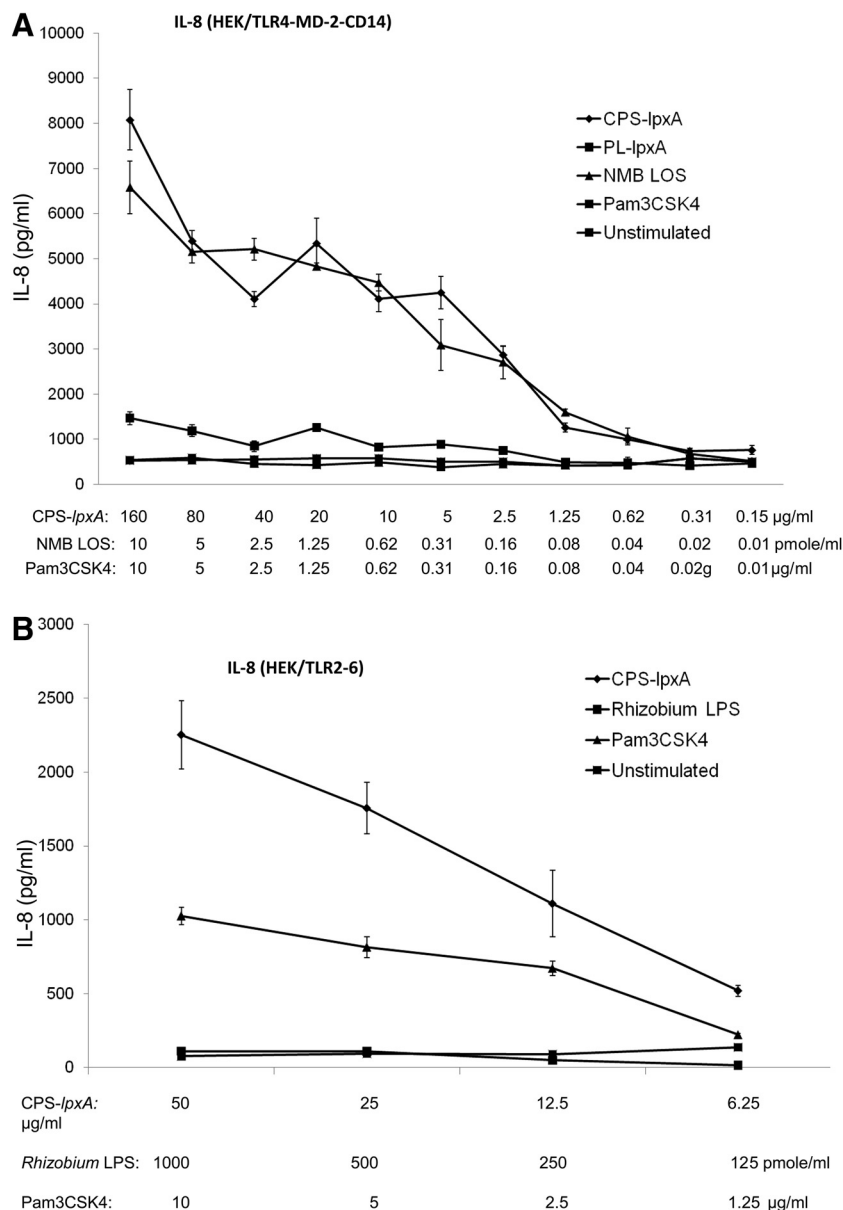 A
IL-8 (HEK/TLR4-MD-2-CD14)
10000
9000
8000
7000
6000
5000
4000
3000
2000
1000
0
IL-8 (pg/ml)
CPS-lpxA
PL-lpxA
NMB LOS
Pam3CSK4
Unstimulated
CPS-lpxA: 160 80 40 20 10 5 2.5 1.25 0.62 0.31 0.15 µg/ml
NMB LOS: 10 5 2.5 1.25 0.62 0.31 0.16 0.08 0.04 0.02 0.01 pmole/ml
Pam3CSK4: 10 5 2.5 1.25 0.62 0.31 0.16 0.08 0.04 0.02g 0.01 µg/ml
B
IL-8 (HEK/TLR2-6)
3000
2500
2000
1500
1000
500
0
IL-8 (pg/ml)
CPS-lpxA
Rhizobium LPS
Pam3CSK4
Unstimulated
CPS-lpxA: 50 25 12.5 6.25
µg/ml
Rhizobium LPS: 1000 500 250 125 pmole/ml
Pam3CSK4: 10 5 2.5 1.25 µg/ml